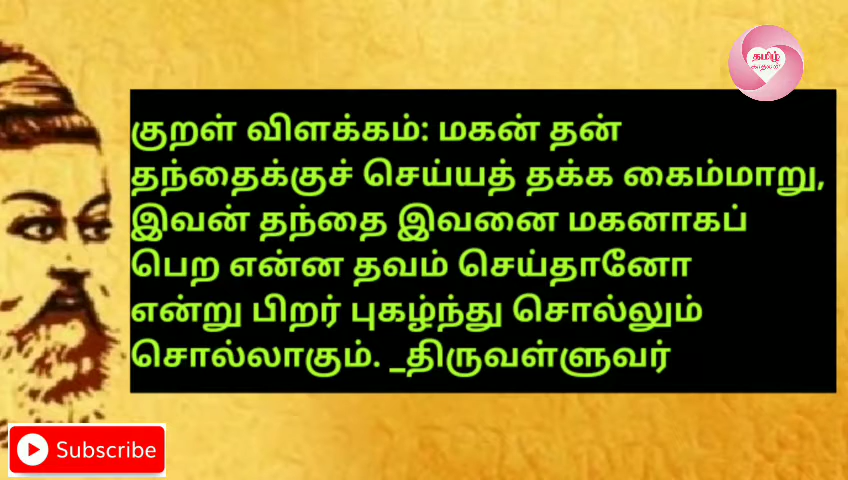 தமிழ்
குறள் விளக்கம்: மகன் தன்
தந்தைக்குச் செய்யத் தக்க கைம்மாறு,
இவன் தந்தை இவனை மகனாகப்
பெற என்ன தவம் செய்தானோ
என்று பிறர் புகழ்ந்து சொல்லும்
சொல்லாகும். _திருவள்ளுவர்
Subscribe